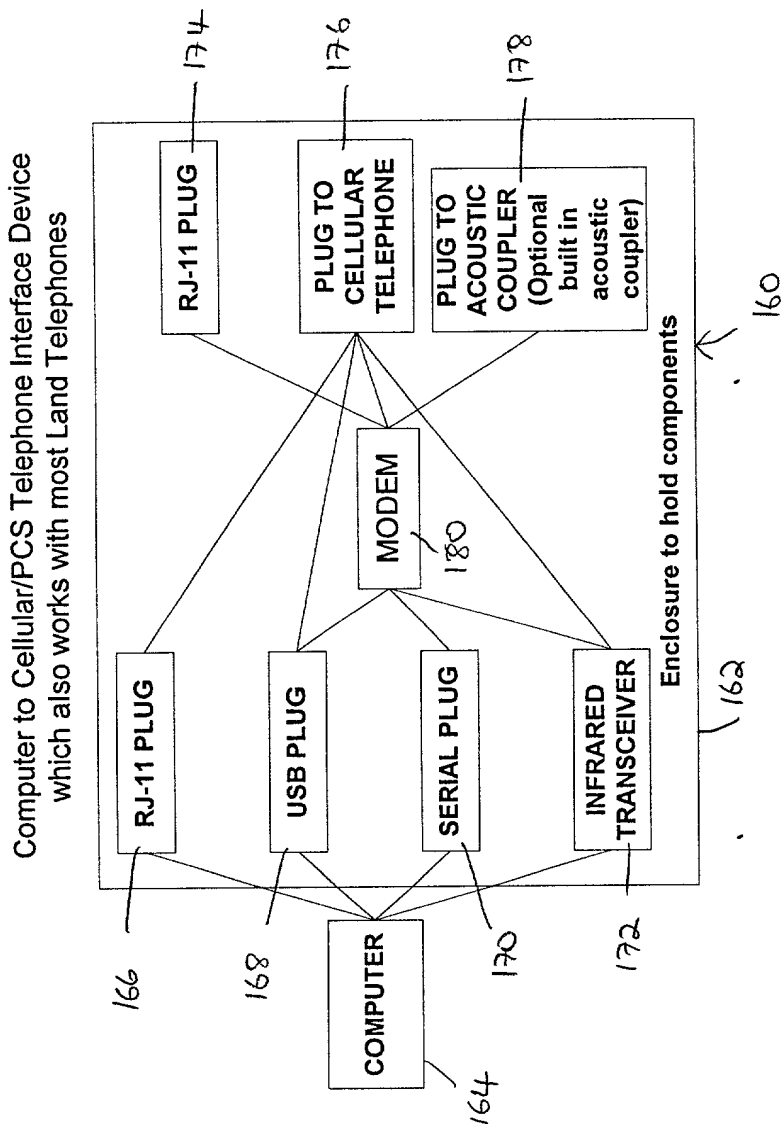 Computer to Cellular/PCS Telephone Interface Device
which also works with most Land Telephones
COMPUTER
164
RJ-11 PLUG
166
USB PLUG
168
SERIAL PLUG
170
INFRARED
TRANSCEIVER
172
MODEM
180
RJ-11 PLUG
174
PLUG TO
CELLULAR
TELEPHONE
176
PLUG TO
ACOUSTIC
COUPLER
(Optional
built in
acoustic
coupler)
178
Enclosure to hold components
162
160